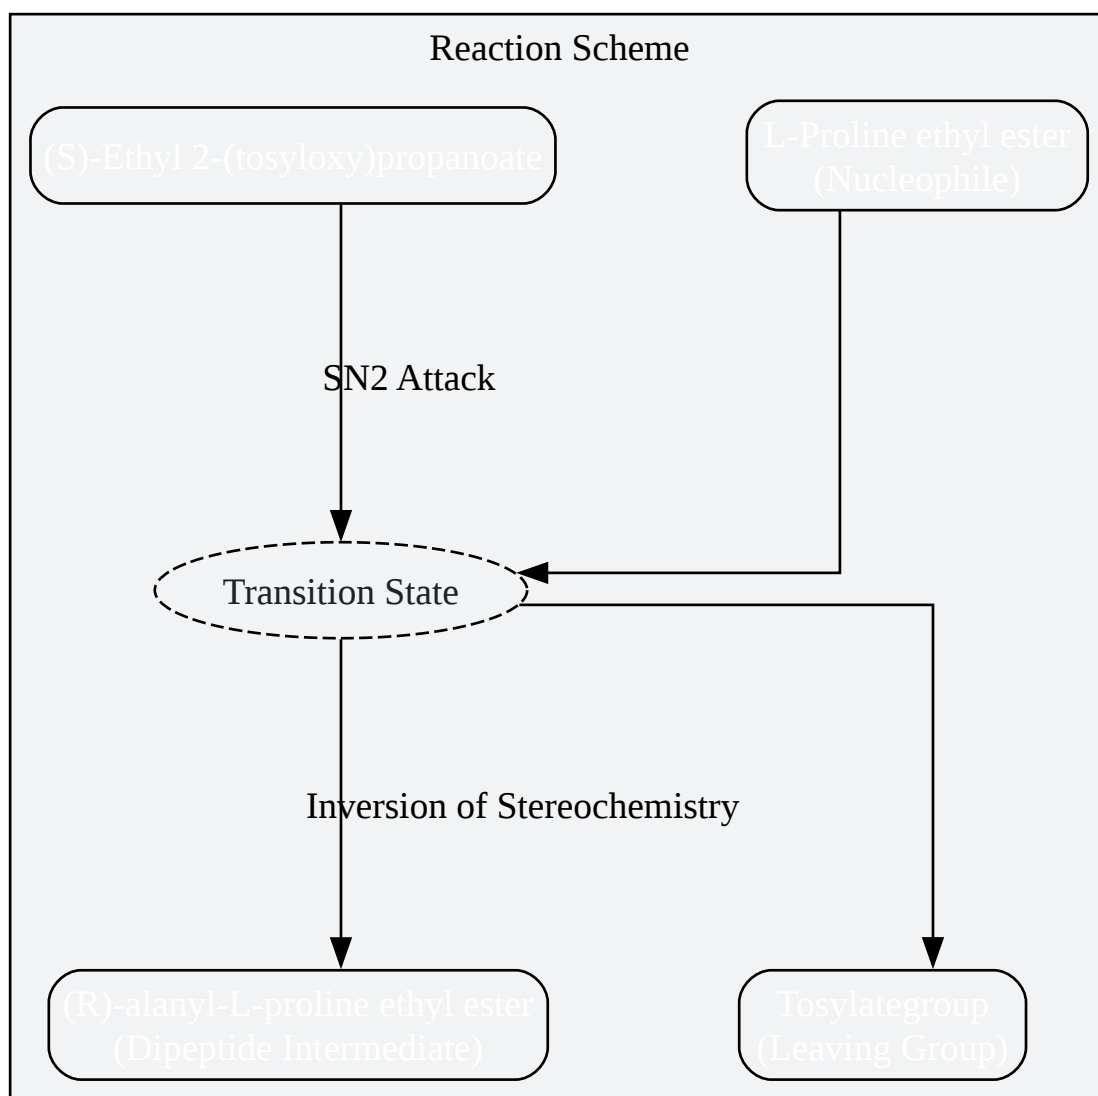 Reaction Scheme
(S)-Ethyl 2-(tosyloxy)propanoate
L-Proline ethyl ester
(Nucleophile)
SN2 Attack
Transition State
Inversion of Stereochemistry
(R)-alanyl-L-proline ethyl ester
(Dipeptide Intermediate)
Tosylategroup
(Leaving Group)